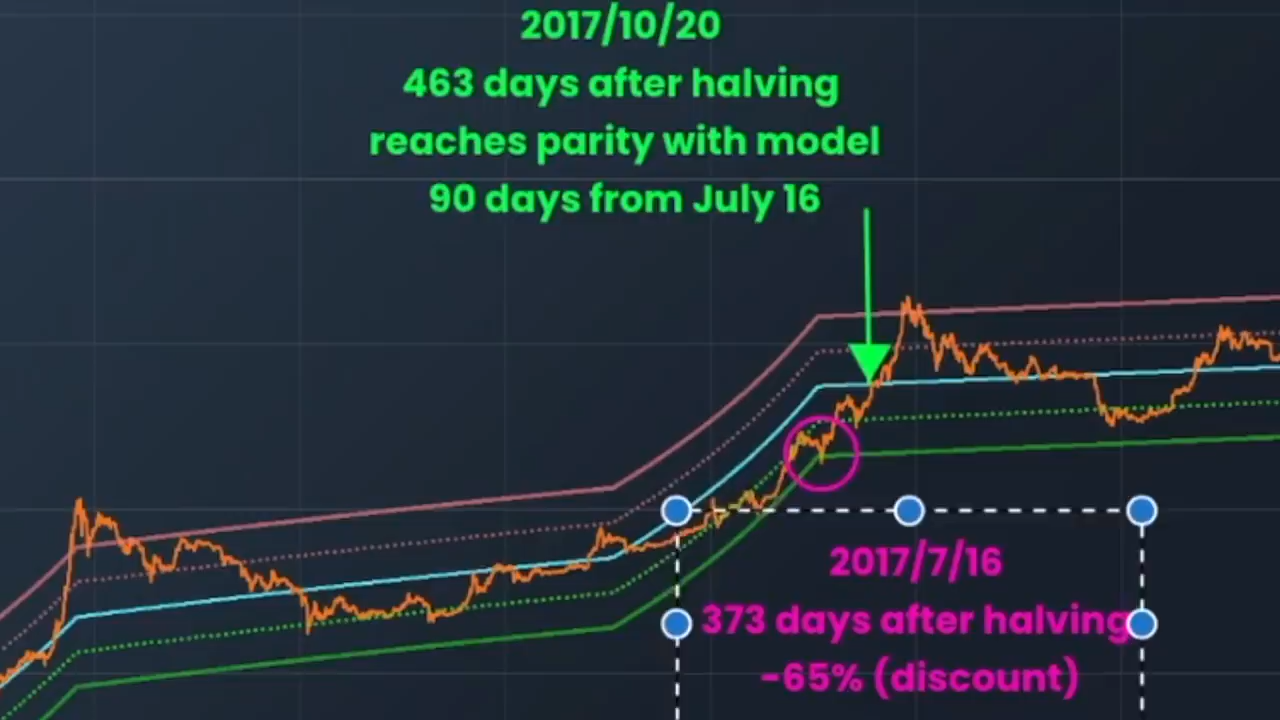 2017/10/20
463 days after halving
reaches parity with model
90 days from July 16
2017/7/16
373 days after halving
-65% (discount)